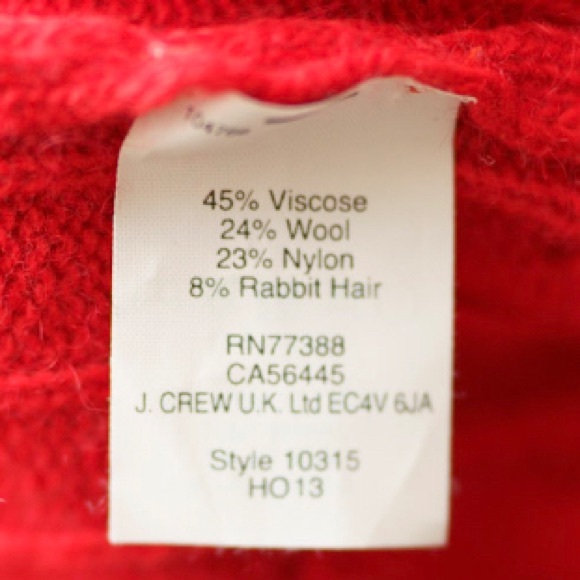 45% Viscose
24% Wool
23% Nylon
8% Rabbit Hair
RN77388
CA56445
J. CREW U.K. Ltd EC4V 6JA
Style 10315
HO13